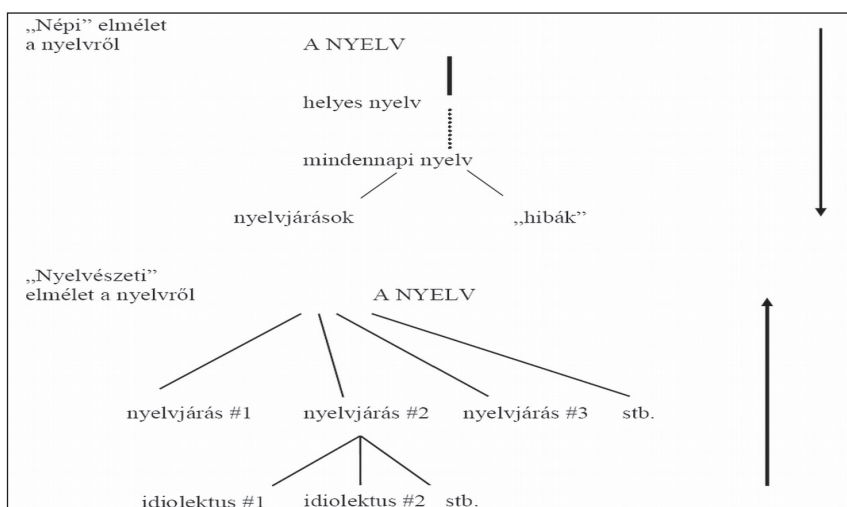 „Népi” elmélet
a nyelvről
A NYELV
helyes nyelv
mindennapi nyelv
nyelvjárások
„hibák”
„Nyelvészeti”
elmélet a nyelvről
A NYELV
nyelvjárás #1 nyelvjárás #2 nyelvjárás #3 stb.
idiolektus #1 idiolektus #2 stb.